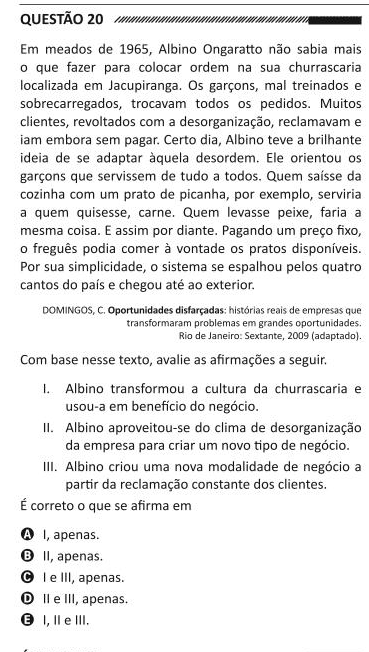 QUESTÃO 20
Em meados de 1965, Albino Ongaratto não sabia mais
o que fazer para colocar ordem na sua churrascaria
localizada em Jacupiranga. Os garçons, mal treinados e
sobrecarregados, trocavam todos os pedidos. Muitos
clientes, revoltados com a desorganização, reclamavam e
iam embora sem pagar. Certo dia, Albino teve a brilhante
ideia de se adaptar àquela desordem. Ele orientou os
garçons que servissem de tudo a todos. Quem saísse da
cozinha com um prato de picanha, por exemplo, serviria
a quem quisesse, carne. Quem levasse peixe, faria a
mesma coisa. E assim por diante. Pagando um preço fixo,
o freguês podia comer à vontade os pratos disponíveis.
Por sua simplicidade, o sistema se espalhou pelos quatro
cantos do país e chegou até ao exterior.
DOMINGOS, C. Oportunidades disfarçadas: histórias reais de empresas que
transformaram problemas em grandes oportunidades.
Rio de Janeiro: Sextante, 2009 (adaptado).
Com base nesse texto, avalie as afirmações a seguir.
I. Albino transformou a cultura da churrascaria e
usou-a em benefício do negócio.
II. Albino aproveitou-se do clima de desorganização
da empresa para criar um novo tipo de negócio.
III. Albino criou uma nova modalidade de negócio a
partir da reclamação constante dos clientes.
É correto o que se afirma em
A I, apenas.
B II, apenas.
C I e III, apenas.
D II e III, apenas.
E I, II e III.